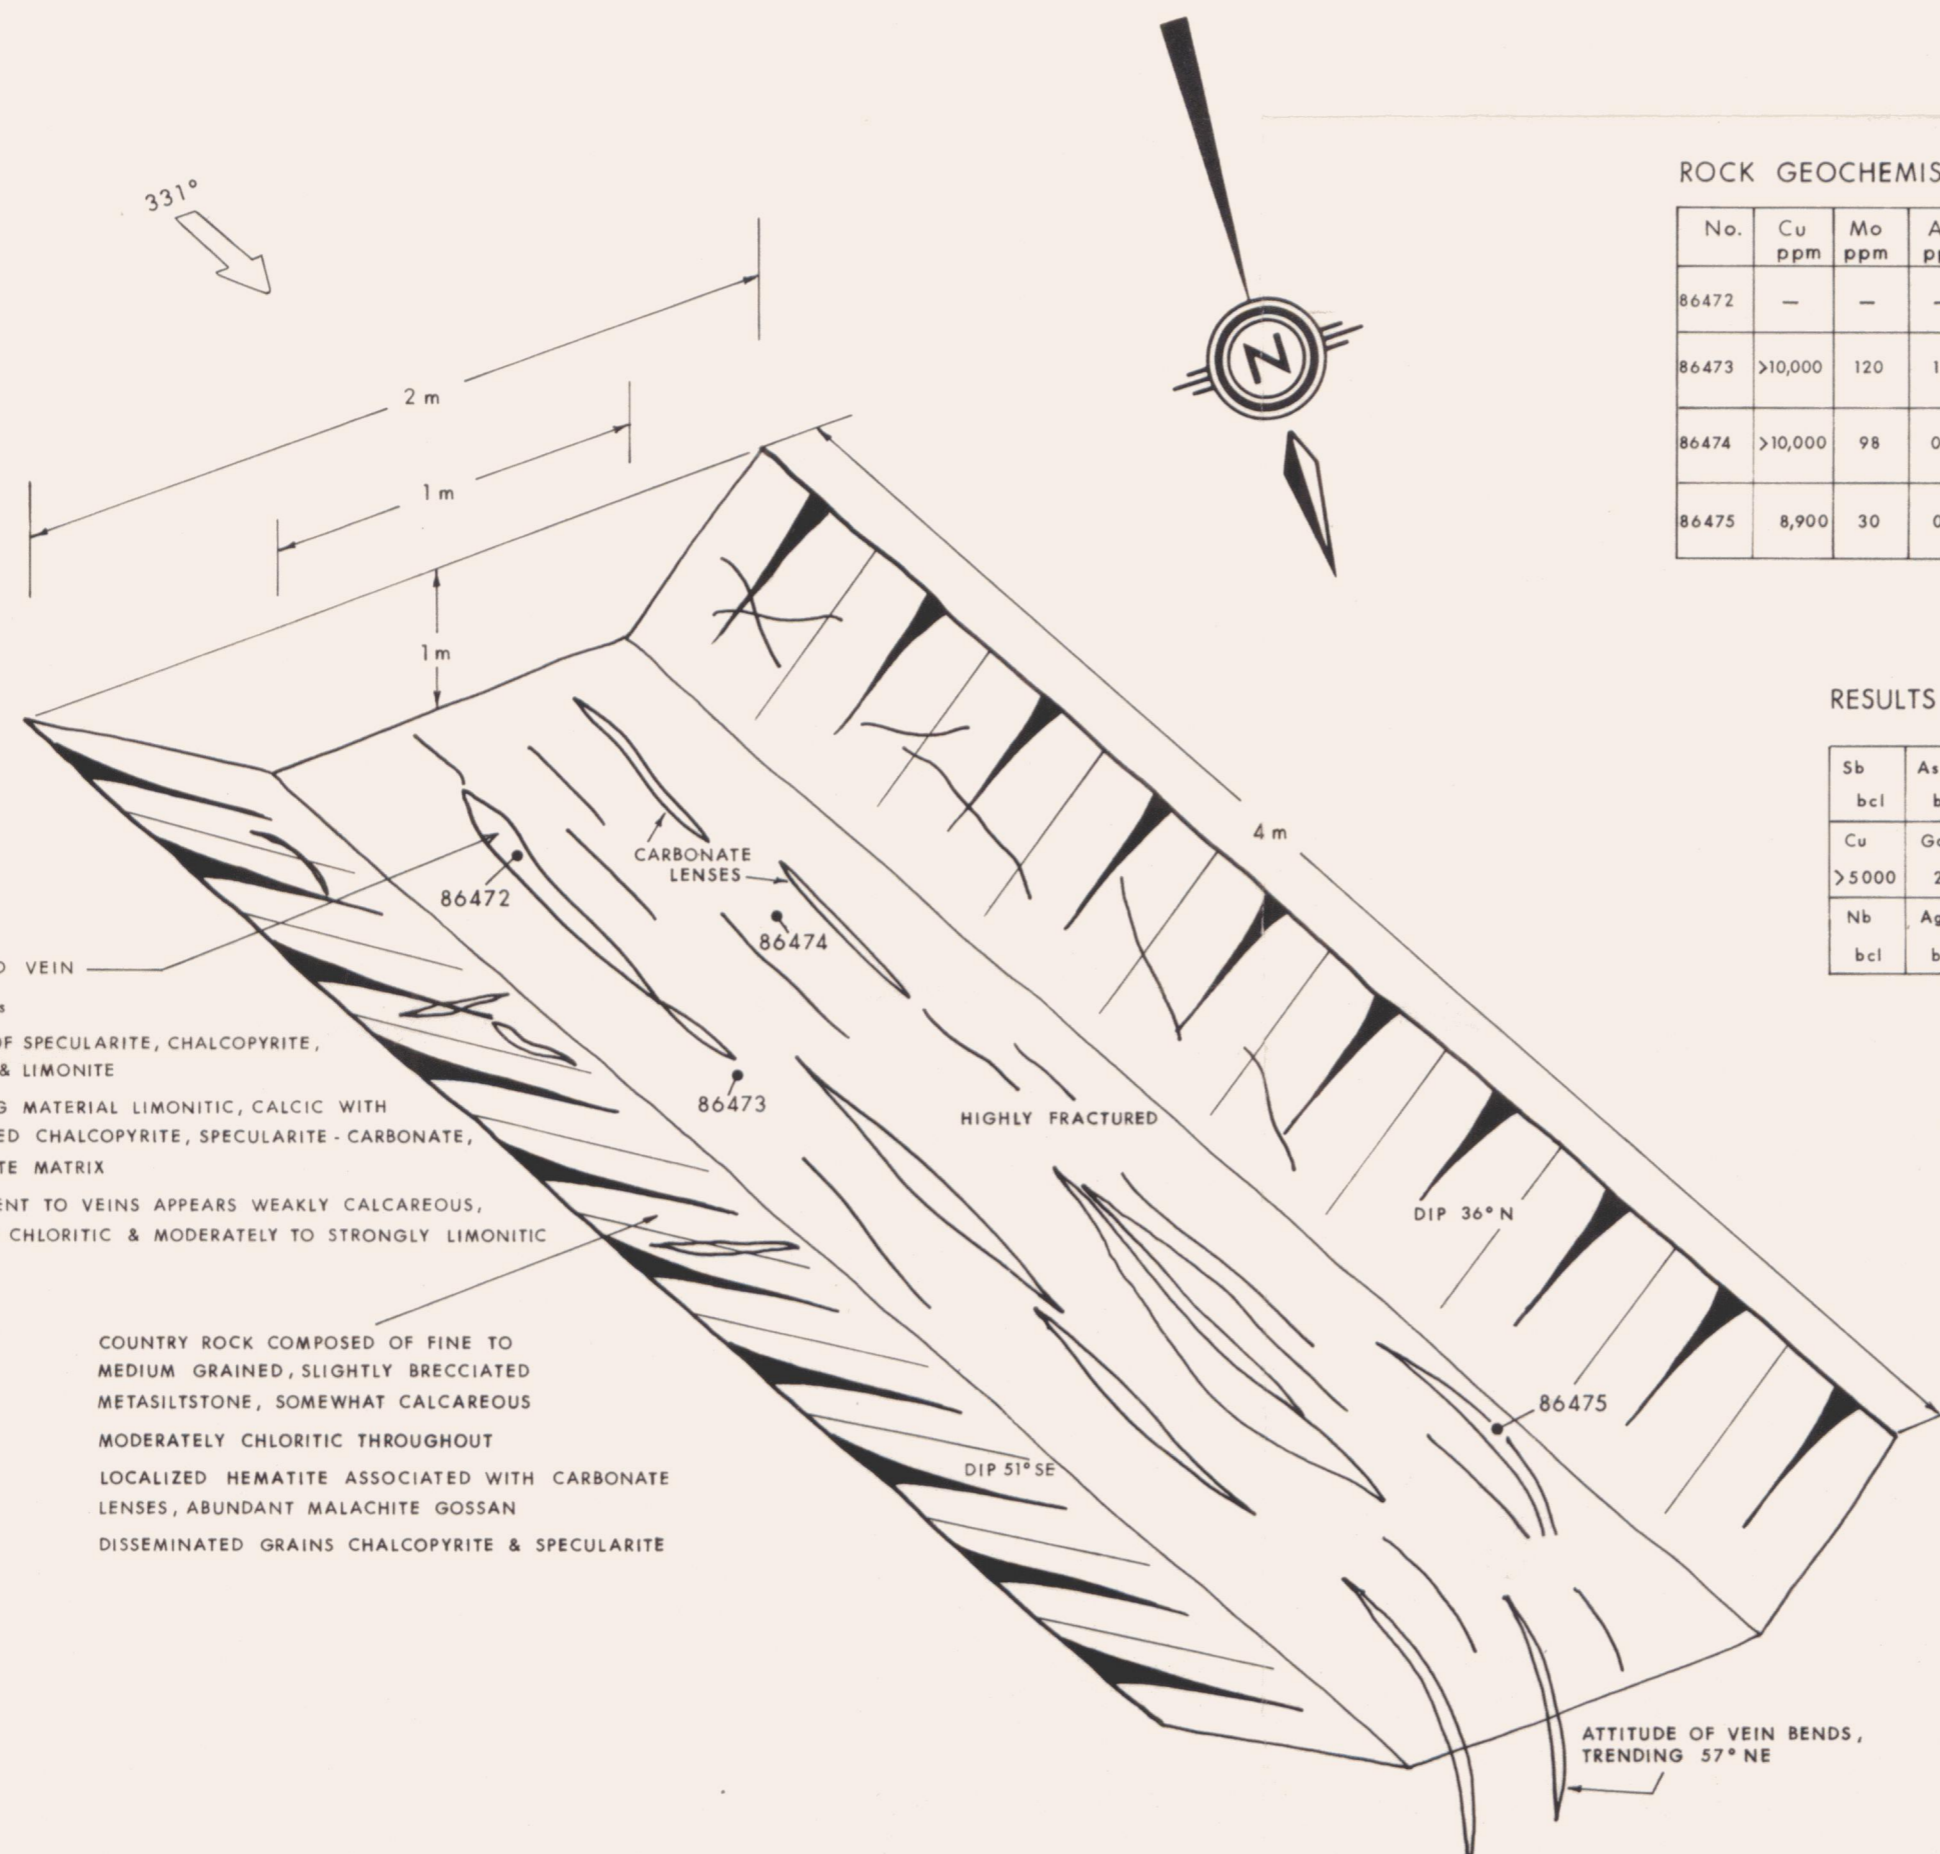 331°
2 m
1 m
1 m
N
4 m
ROCK GEOCHEMIS
No. Cu ppm Mo ppm
86472 — —
86473 >10,000 120
86474 >10,000 98
86475 8,900 30
RESULTS
Sb As
bcl
Cu
>5000
Nb Ag
bcl
CARBONATE
LENSES
86472
86474
86473
HIGHLY FRACTURED
DIP 36° N
86475
DIP 51° SE
VEIN
OF SPECULARITE, CHALCOPYRITE,
& LIMONITE
MATERIAL LIMONITIC, CALCIC WITH
CHALCOPYRITE, SPECULARITE - CARBONATE,
MATRIX
TO VEINS APPEARS WEAKLY CALCAREOUS,
CHLORITIC & MODERATELY TO STRONGLY LIMONITIC
COUNTRY ROCK COMPOSED OF FINE TO
MEDIUM GRAINED, SLIGHTLY BRECCIATED
METASILTSTONE, SOMEWHAT CALCAREOUS
MODERATELY CHLORITIC THROUGHOUT
LOCALIZED HEMATITE ASSOCIATED WITH CARBONATE
LENSES, ABUNDANT MALACHITE GOSSAN
DISSEMINATED GRAINS CHALCOPYRITE & SPECULARITE
ATTITUDE OF VEIN BENDS,
TRENDING 57° NE